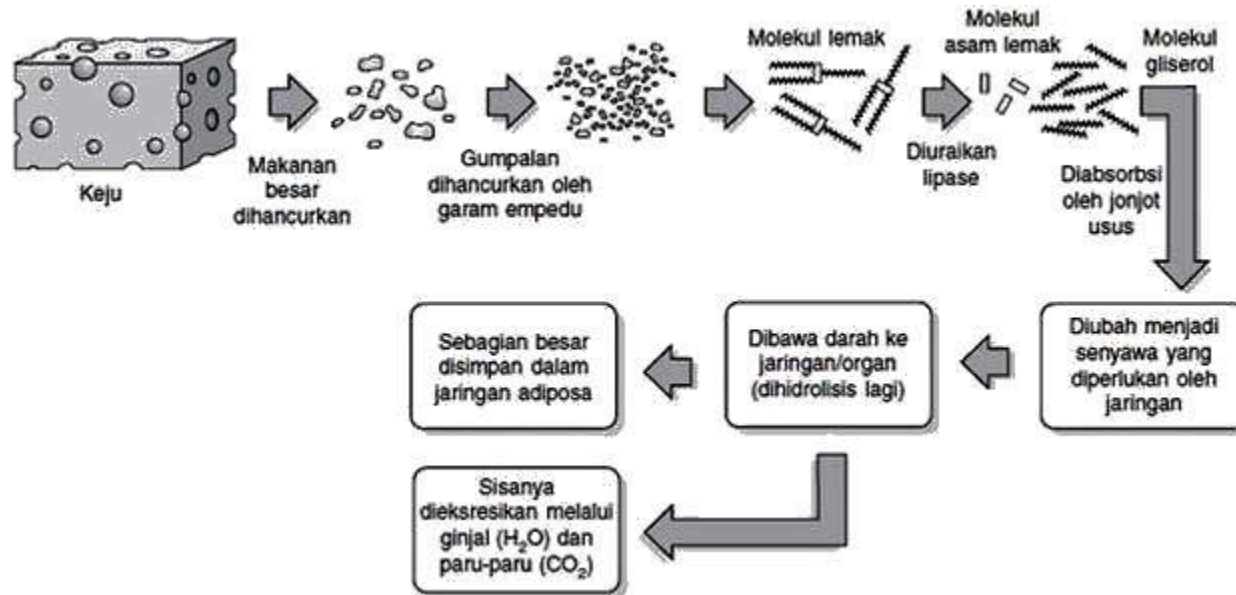 Keju
Makanan
besar
dihancurkan
Gumpalan
dihancurkan oleh
garam empedu
Molekul lemak
Diuraikan
lipase
Molekul
asam lemak
Molekul
gliserol
Diabsorbsi
oleh jonjot
usus
Diubah menjadi
senyawa yang
diperlukan oleh
jaringan
Dibawa darah ke
jaringan/organ
(dihidrolisis lagi)
Sebagian besar
disimpan dalam
jaringan adiposa
Sisanya
dieksresikan melalui
ginjal (H₂O) dan
paru-paru (CO₂)